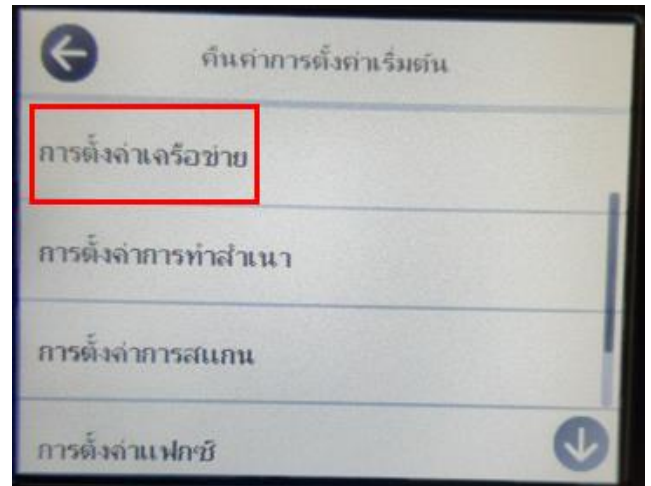 คืนค่าการตั้งค่าเริ่มต้น
การตั้งค่าเครือข่าย
การตั้งค่าการทำสำเนา
การตั้งค่าการสแกน
การตั้งค่าแฟกซ์